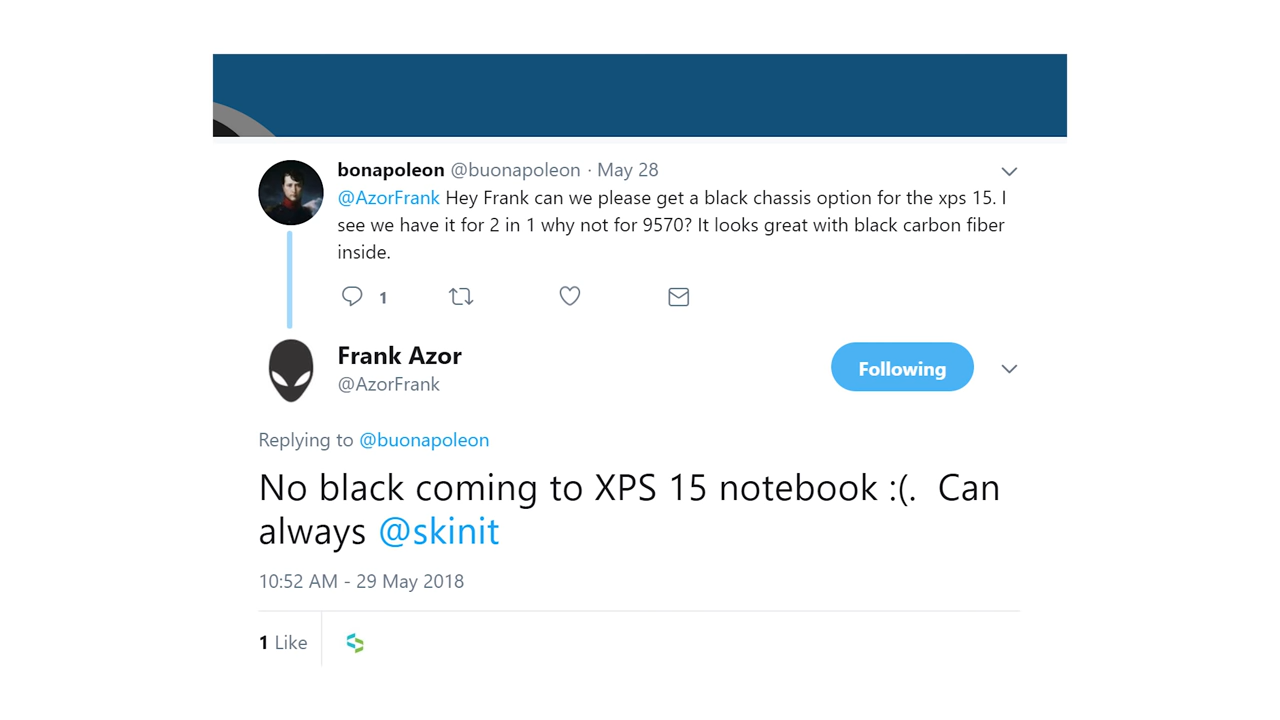 bonapoleon @buonapoleon · May 28
@AzorFrank Hey Frank can we please get a black chassis option for the xps 15. I
see we have it for 2 in 1 why not for 9570? It looks great with black carbon fiber
inside.
1
Frank Azor
@AzorFrank
Following
Replying to @buonapoleon
No black coming to XPS 15 notebook :(.  Can
always @skinit
10:52 AM - 29 May 2018
1 Like